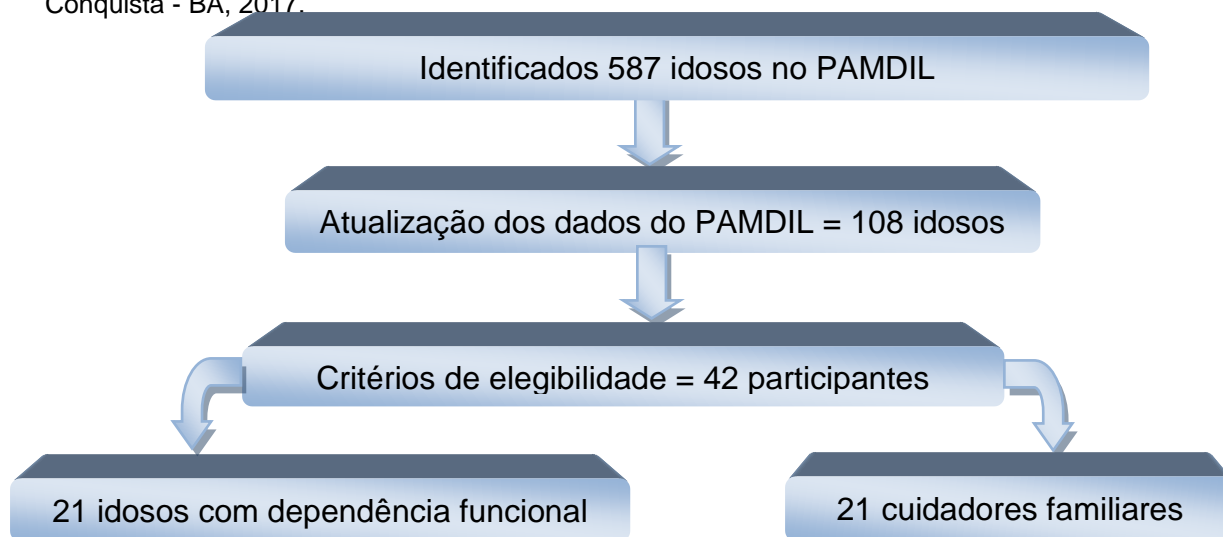 Conquista - BA, 2017.
Identificados 587 idosos no PAMDIL
Atualização dos dados do PAMDIL = 108 idosos
Critérios de elegibilidade = 42 participantes
21 idosos com dependência funcional
21 cuidadores familiares